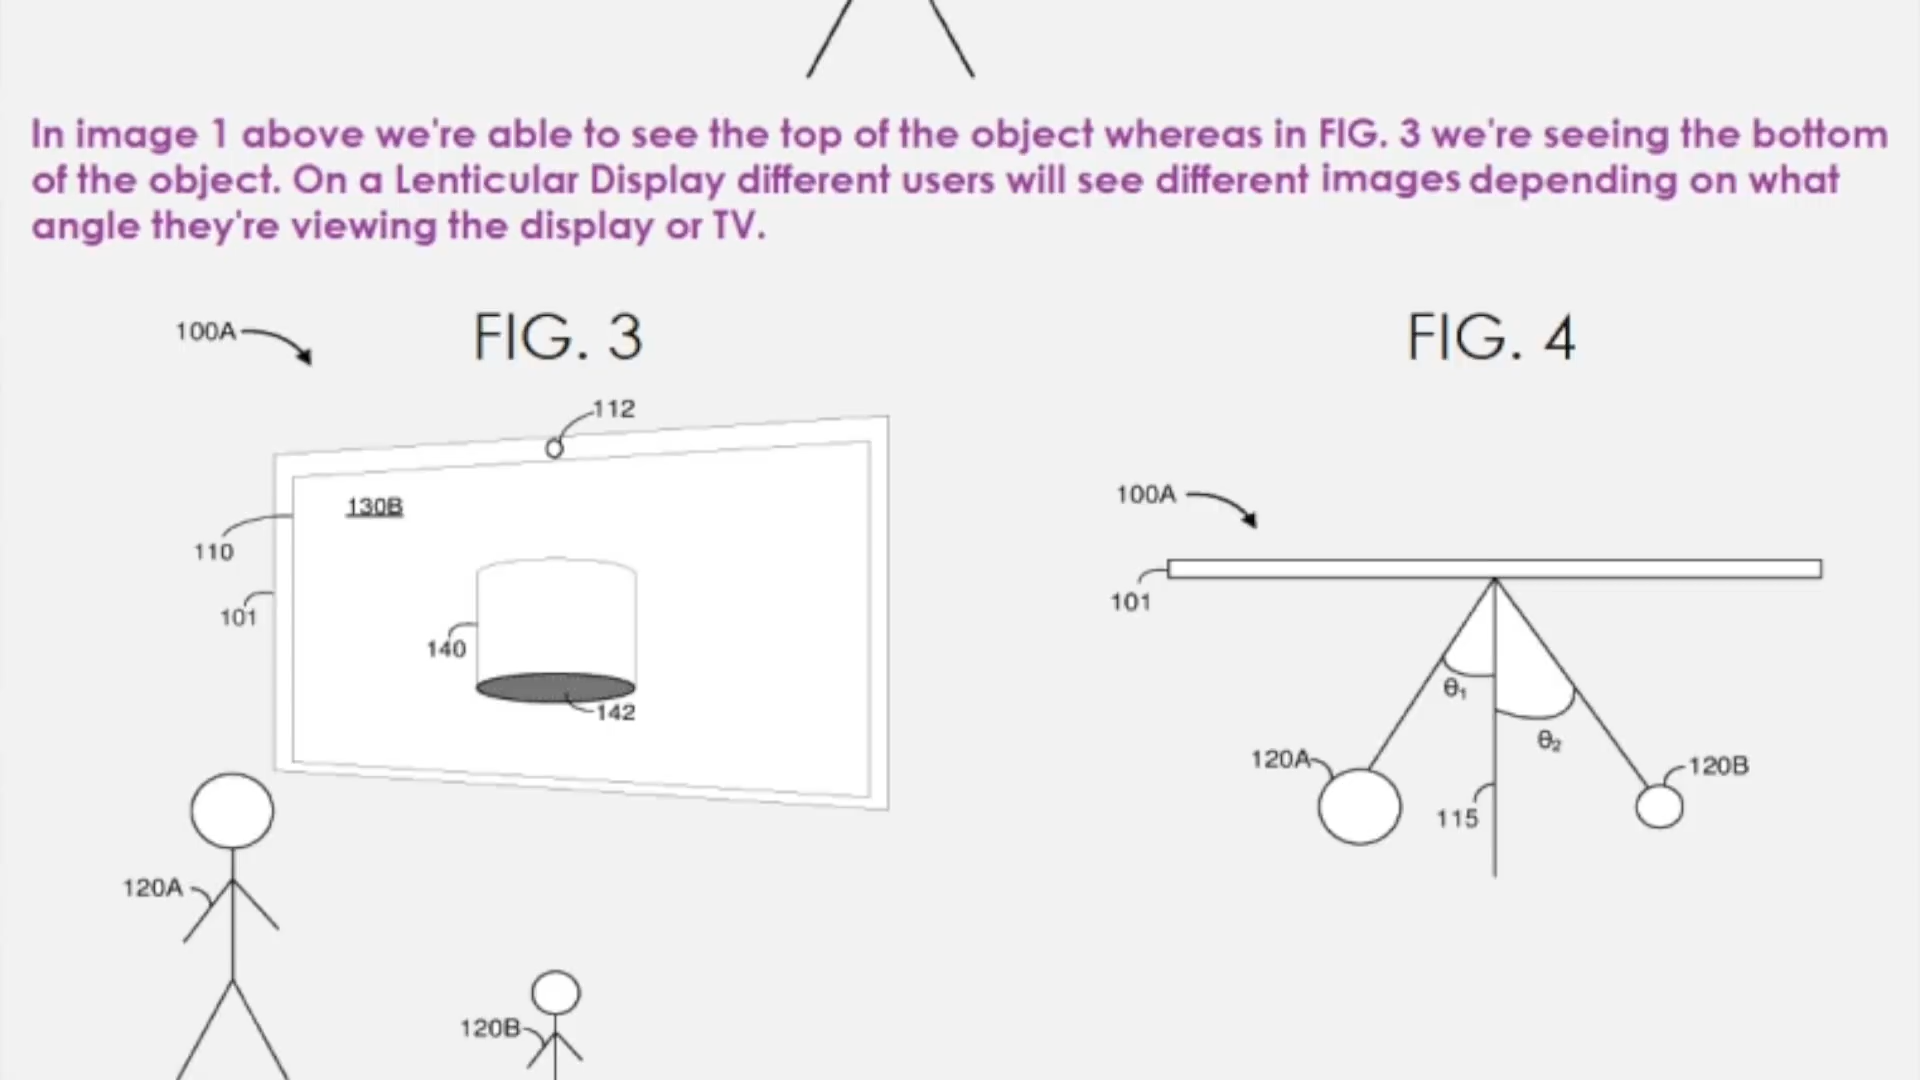 In image 1 above we're able to see the top of the object whereas in FIG. 3 we're seeing the bottom
of the object. On a Lenticular Display different users will see different images depending on what
angle they're viewing the display or TV.
FIG. 3
100A
112
130B
110
101
140
142
120A
120B
FIG. 4
100A
101
θ₁
θ₂
120A
120B
115